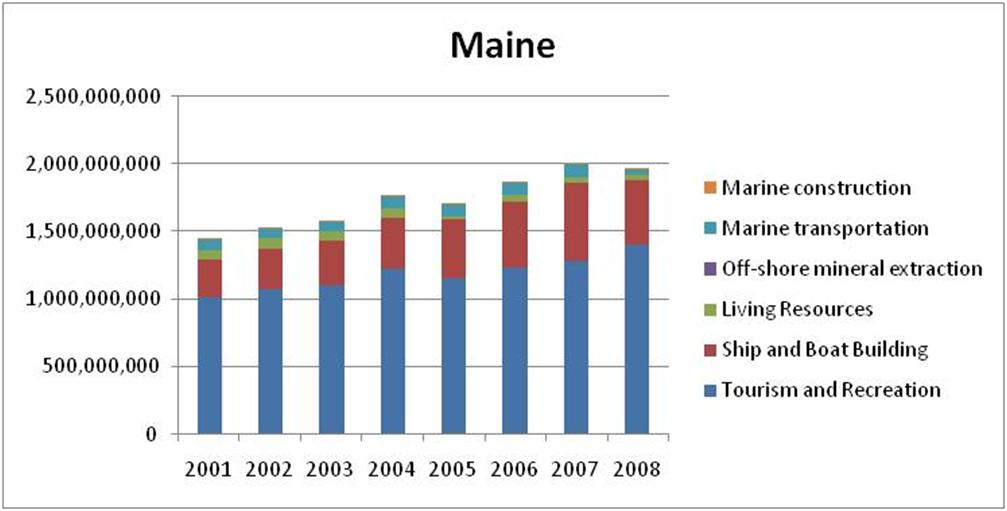 Maine
2,500,000,000
2,000,000,000
1,500,000,000
1,000,000,000
500,000,000
0
2001 2002 2003 2004 2005 2006 2007 2008
Marine construction
Marine transportation
Off-shore mineral extraction
Living Resources
Ship and Boat Building
Tourism and Recreation